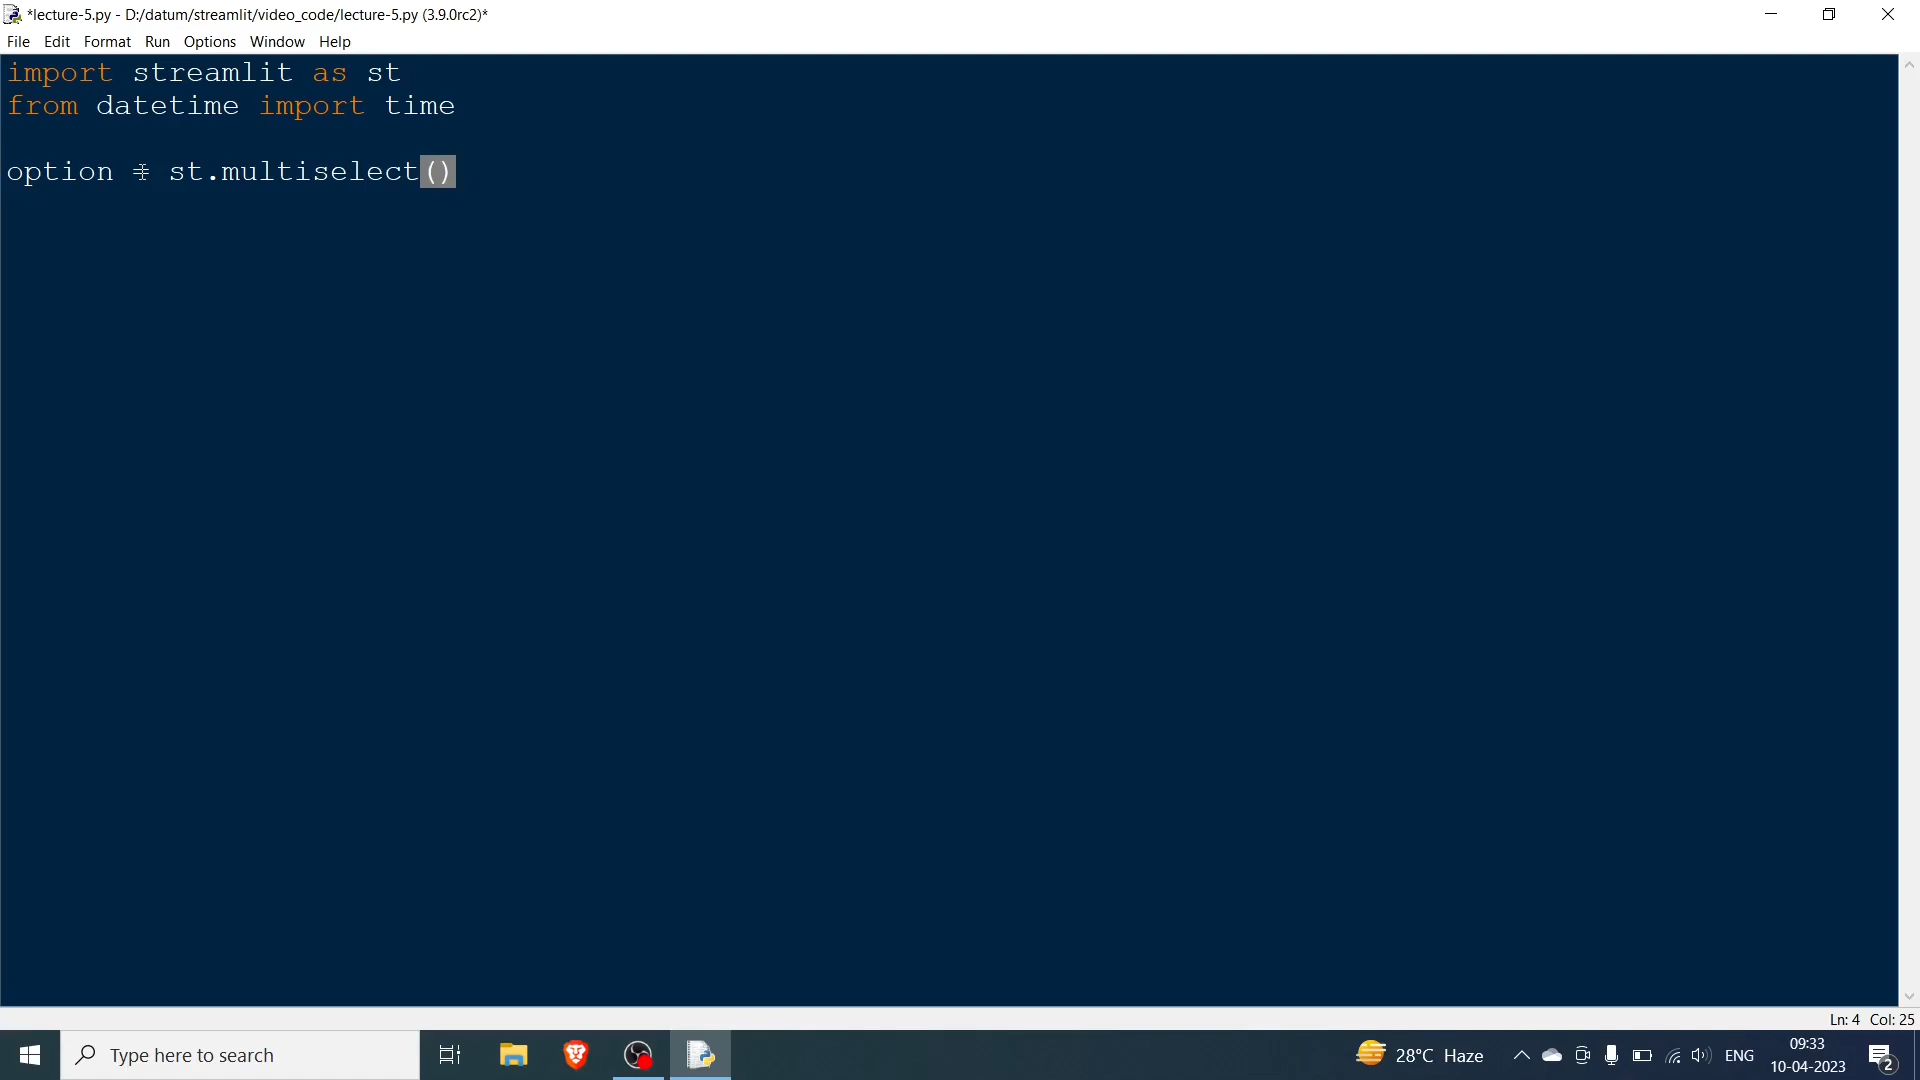 *lecture-5.py - D:/datum/streamlit/video_code/lecture-5.py (3.9.0rc2)*
File Edit Format Run Options Window Help
import streamlit as st
from datetime import time
option = st.multiselect()
Ln: 4 Col: 25
Type here to search
28°C Haze
ENG
09:33
10-04-2023
2